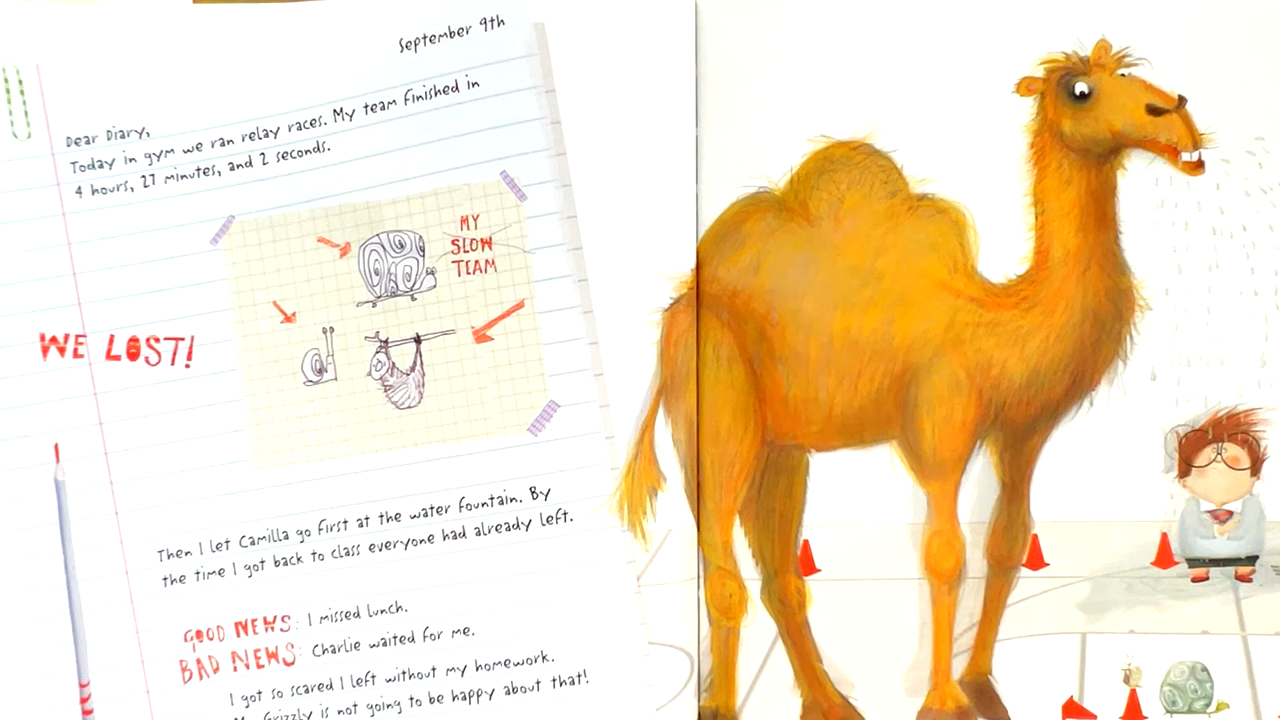 September 9th
Dear Diary,
Today in gym we ran relay races. My team finished in
4 hours, 27 minutes, and 2 seconds.
MY
SLOW
TEAM
WE LOST!
Then I let Camilla go first at the water fountain. By
the time I got back to class everyone had already left.
GOOD NEWS: I missed lunch.
BAD NEWS: Charlie waited for me.
I got so scared I left without my homework.
Mr. Grizzly is not going to be happy about that!